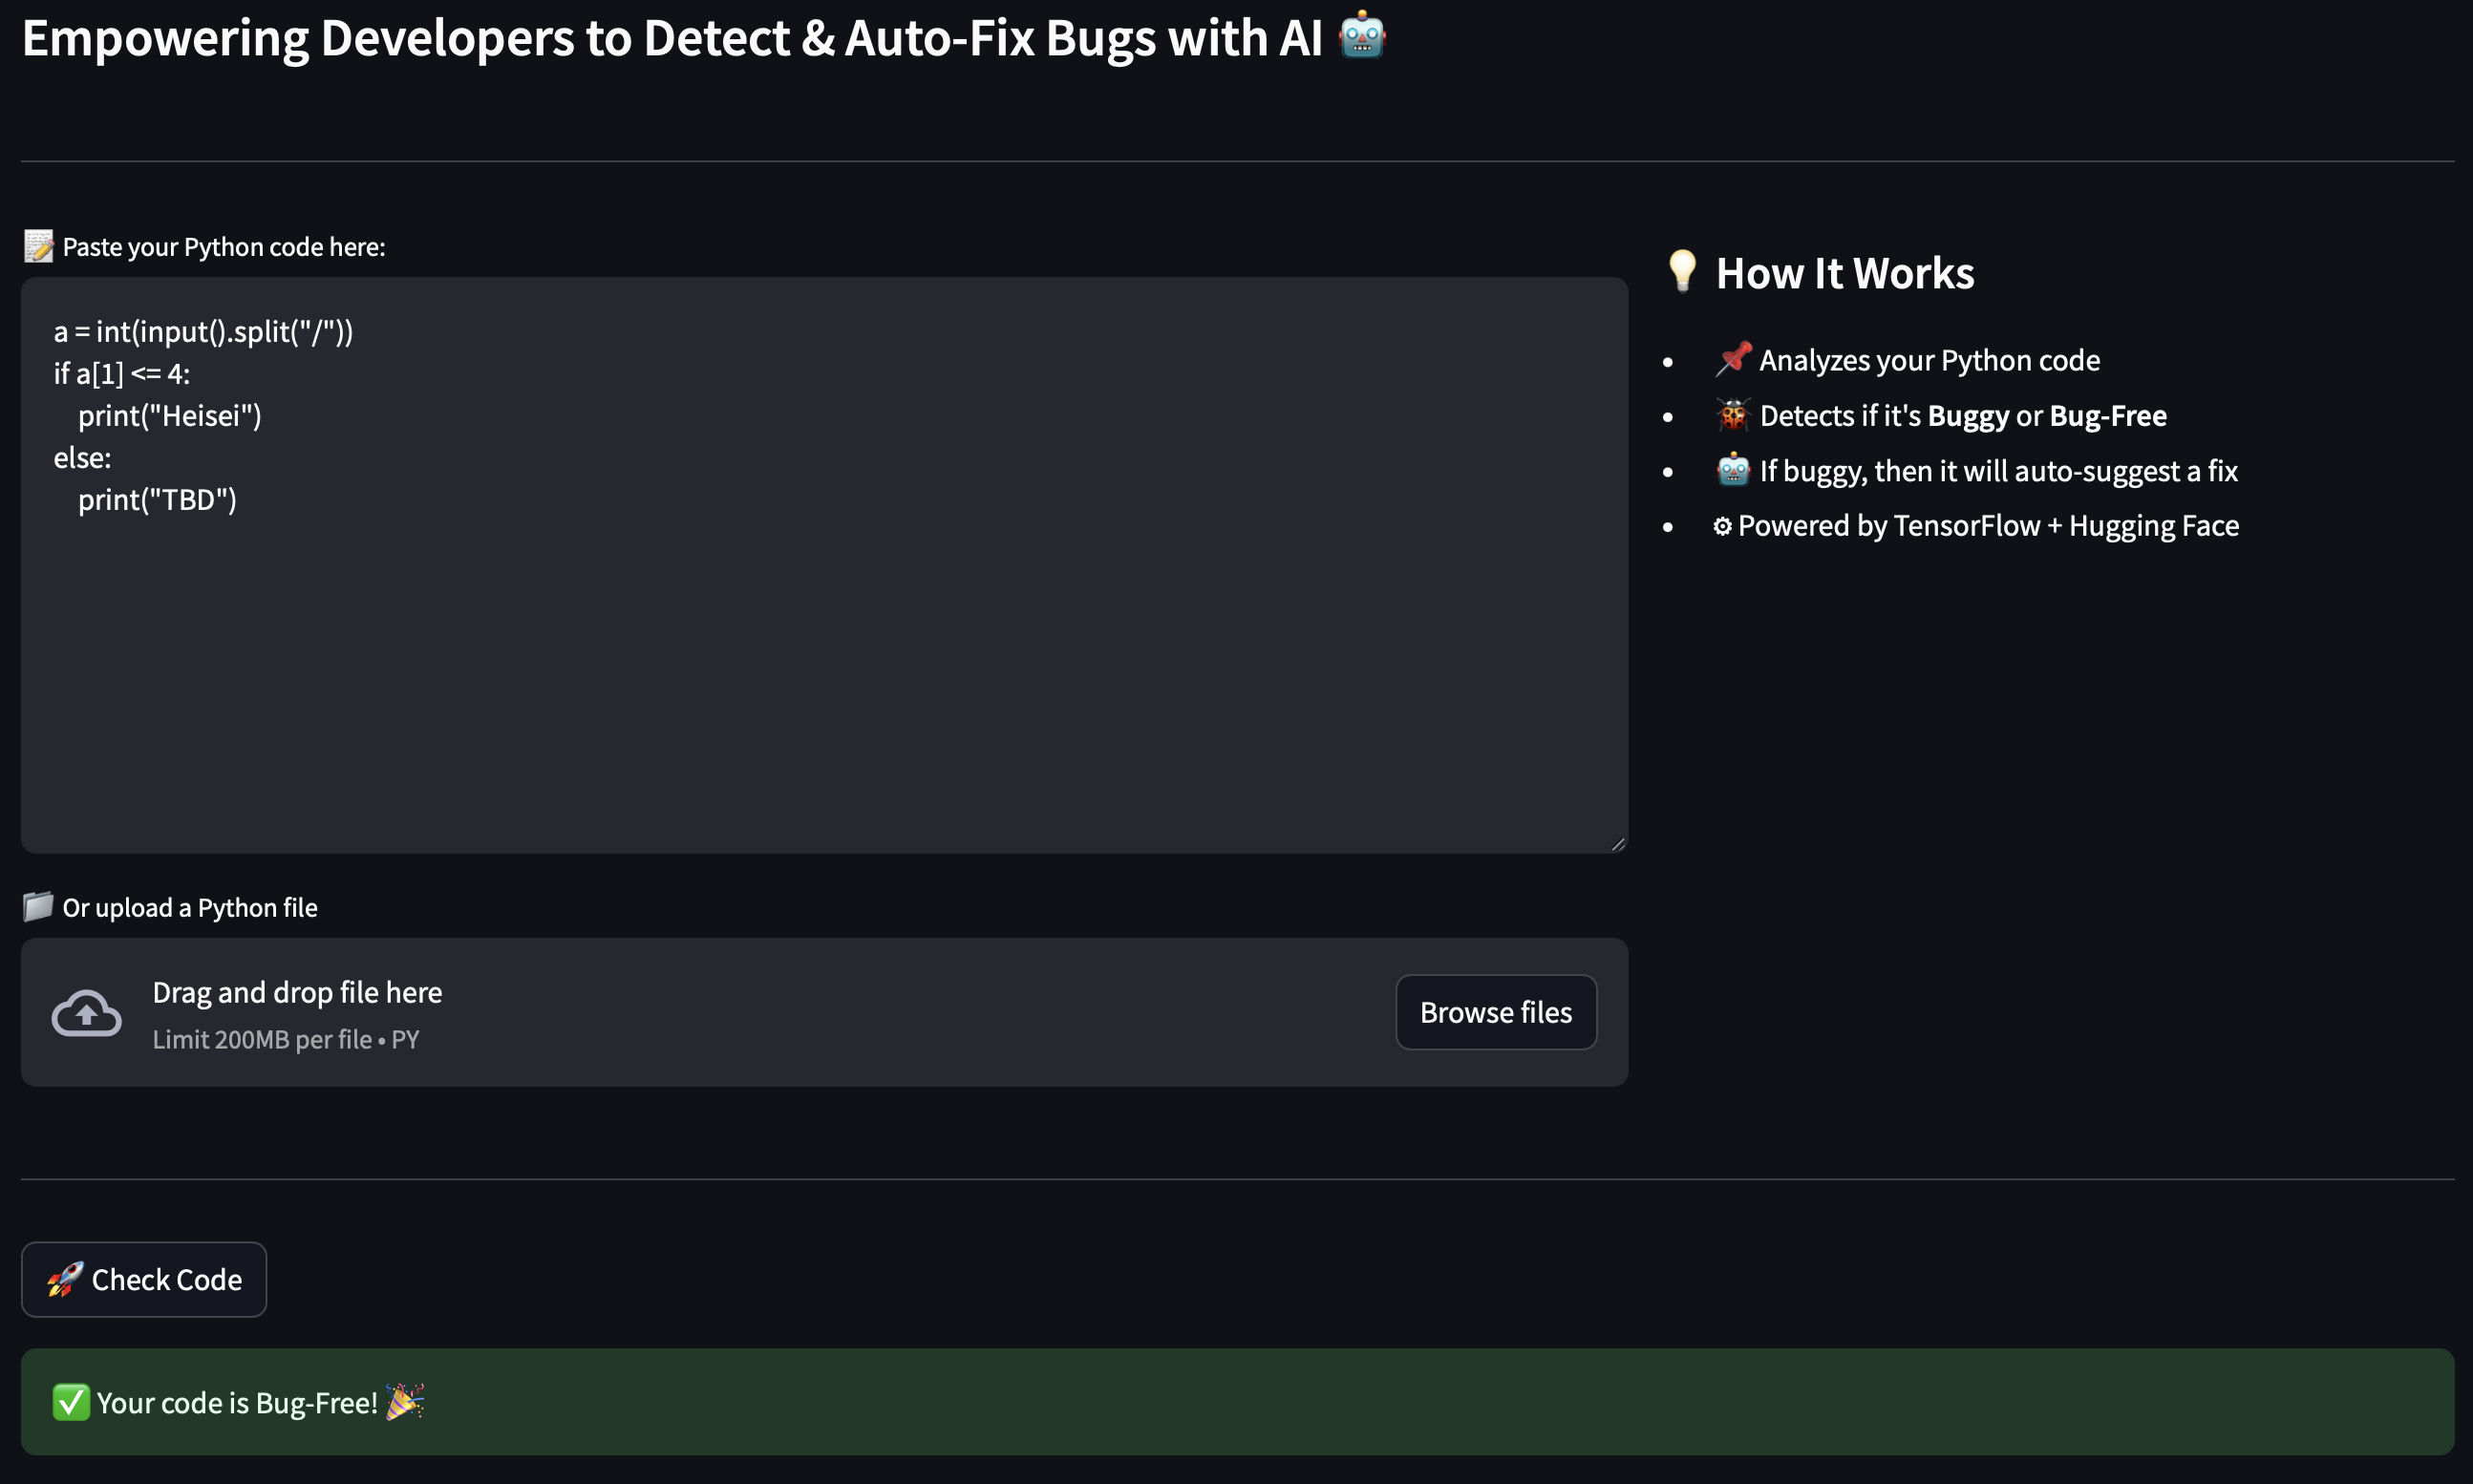 Empowering Developers to Detect & Auto-Fix Bugs with AI 🤖
📝 Paste your Python code here:
a = int(input().split("/"))
if a[1] <= 4:
    print("Heisei")
else:
    print("TBD")
📁 Or upload a Python file
Drag and drop file here
Limit 200MB per file • PY
Browse files
💡 How It Works
• 📌 Analyzes your Python code
• 🐞 Detects if it's Buggy or Bug-Free
• 🤖 If buggy, then it will auto-suggest a fix
• ⚙ Powered by TensorFlow + Hugging Face
🚀 Check Code
✅ Your code is Bug-Free! 🎉